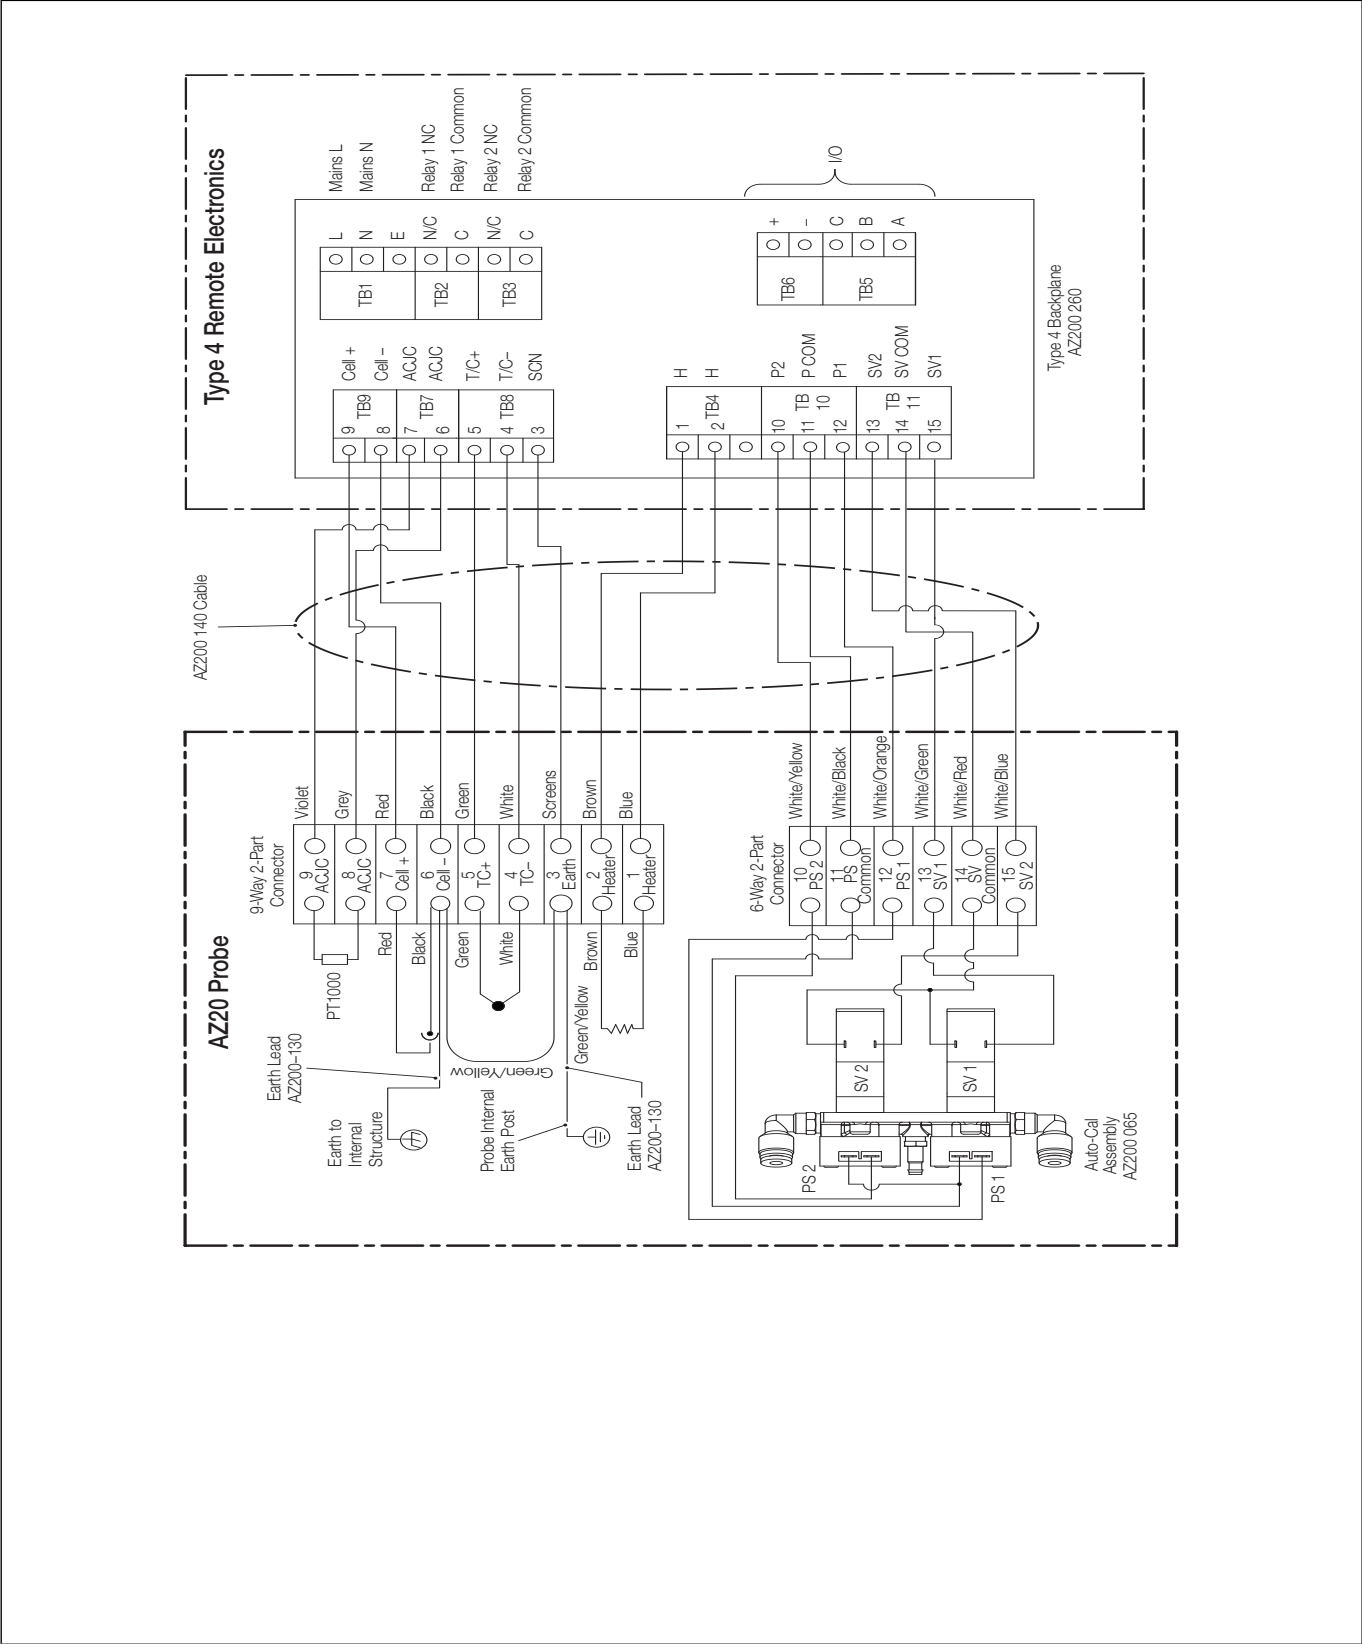 Type 4 Remote Electronics
Mains L
Mains N
Relay 1 NC
Relay 1 Common
Relay 2 NC
Relay 2 Common
L
N
E
N/C
C
N/C
C
TB1
TB2
TB3
I/O
+
–
C
B
A
TB6
TB5
Cell +
Cell –
ACJC
ACJC
T/C+
T/C–
SCN
TB9
TB7
TB8
9
8
7
6
5
4
3
H
H
P2
P COM
P1
SV2
SV COM
SV1
TB4
TB
10
TB
11
1
2
10
11
12
13
14
15
Type 4 Backplane
AZ200 260
AZ200 140 Cable
AZ20 Probe
9-Way 2-Part
Connector
Violet
Grey
Red
Black
Green
White
Screens
Brown
Blue
9
ACJC
8
ACJC
7
Cell +
6
Cell –
5
TC+
4
TC–
3
Earth
2
Heater
1
Heater
6-Way 2-Part
Connector
White/Yellow
White/Black
White/Orange
White/Green
White/Red
White/Blue
10
PS 2
11
PS
Common
12
PS 1
13
SV1
14
SV
Common
15
SV 2
PT1000
Red
Black
Green
White
Brown
Blue
Green/Yellow
Green/Yellow
Earth Lead
AZ200–130
Earth to
Internal
Structure
Probe Internal
Earth Post
Earth Lead
AZ200–130
SV 2
SV 1
PS 2
PS 1
Auto-Cal
Assembly
AZ200 065